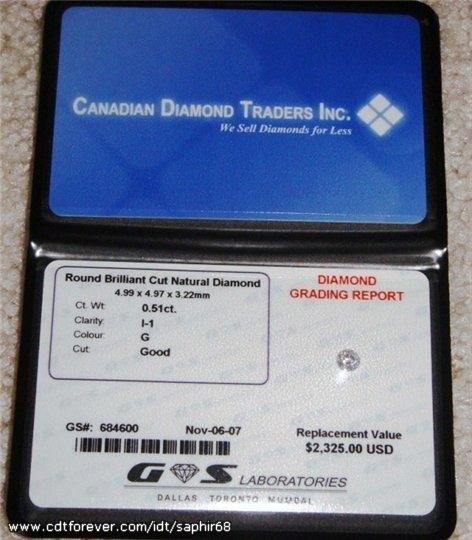 CANADIAN DIAMOND TRADERS INC.
We Sell Diamonds for Less
Round Brilliant Cut Natural Diamond
4.99 x 4.97 x 3.22mm
Ct. Wt: 0.51ct.
Clarity: I-1
Colour: G
Cut: Good
DIAMOND
GRADING REPORT
GS#: 684600 Nov-06-07
Replacement Value
$2,325.00 USD
G S LABORATORIES
DALLAS TORONTO MUMBAI
www.cdtforever.com/idt/saphir68